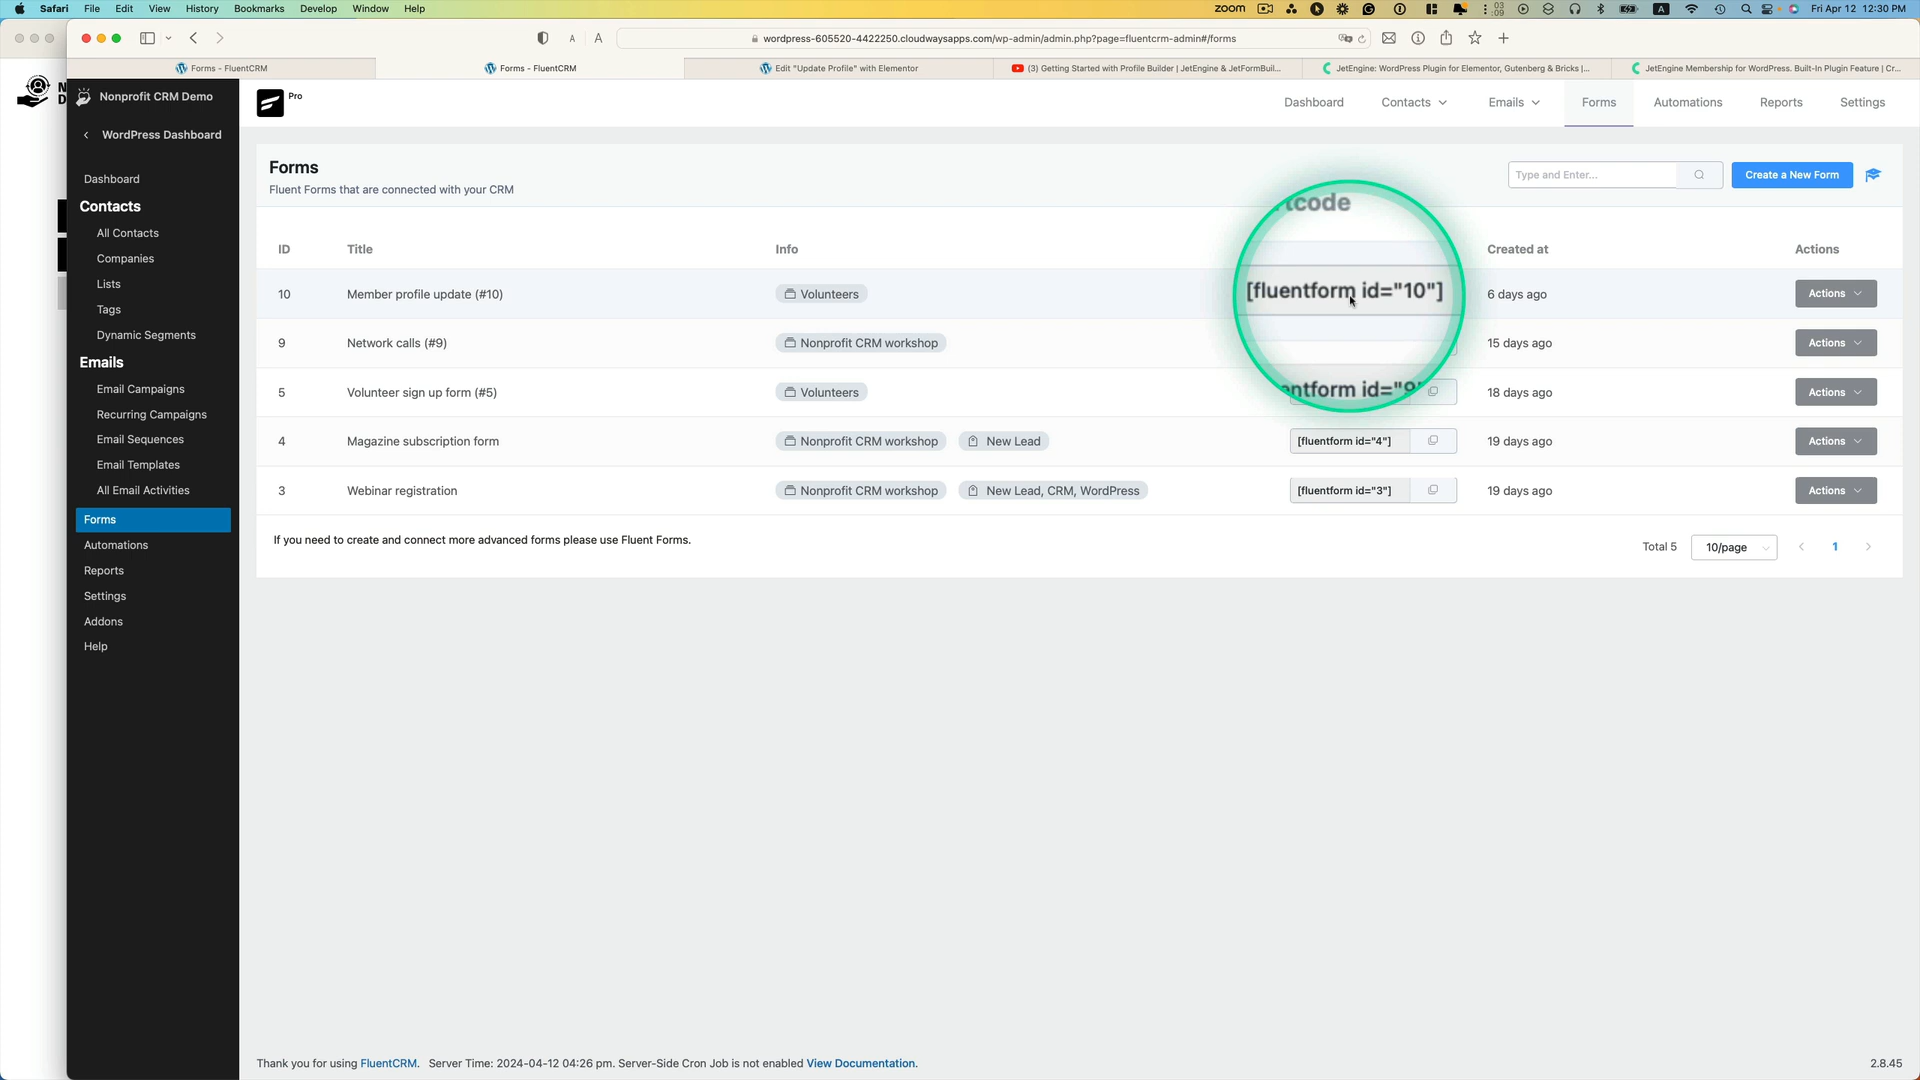 Safari File Edit View History Bookmarks Develop Window Help zoom 03 09 A Fri Apr 12 12:30 PM
A A wordpress-605520-4422250.cloudwaysapps.com/wp-admin/admin.php?page=fluentcrm-admin#/forms
Forms - FluentCRM Forms - FluentCRM Edit "Update Profile" with Elementor (3) Getting Started with Profile Builder | JetEngine & JetFormBuil... JetEngine: WordPress Plugin for Elementor, Gutenberg & Bricks |... JetEngine Membership for WordPress. Built-In Plugin Feature | Cr...
Nonprofit CRM Demo
WordPress Dashboard
Dashboard
Contacts
All Contacts
Companies
Lists
Tags
Dynamic Segments
Emails
Email Campaigns
Recurring Campaigns
Email Sequences
Email Templates
All Email Activities
Forms
Automations
Reports
Settings
Addons
Help
Pro
Dashboard Contacts Emails Forms Automations Reports Settings
Forms
Fluent Forms that are connected with your CRM
Type and Enter... Create a New Form
ID Title Info tcode Created at Actions
10 Member profile update (#10) Volunteers [fluentform id="10"] 6 days ago Actions
9 Network calls (#9) Nonprofit CRM workshop 15 days ago Actions
5 Volunteer sign up form (#5) Volunteers entform id="9" 18 days ago Actions
4 Magazine subscription form Nonprofit CRM workshop New Lead [fluentform id="4"] 19 days ago Actions
3 Webinar registration Nonprofit CRM workshop New Lead, CRM, WordPress [fluentform id="3"] 19 days ago Actions
If you need to create and connect more advanced forms please use Fluent Forms.
Total 5 10/page 1
Thank you for using FluentCRM. Server Time: 2024-04-12 04:26 pm. Server-Side Cron Job is not enabled View Documentation. 2.8.45